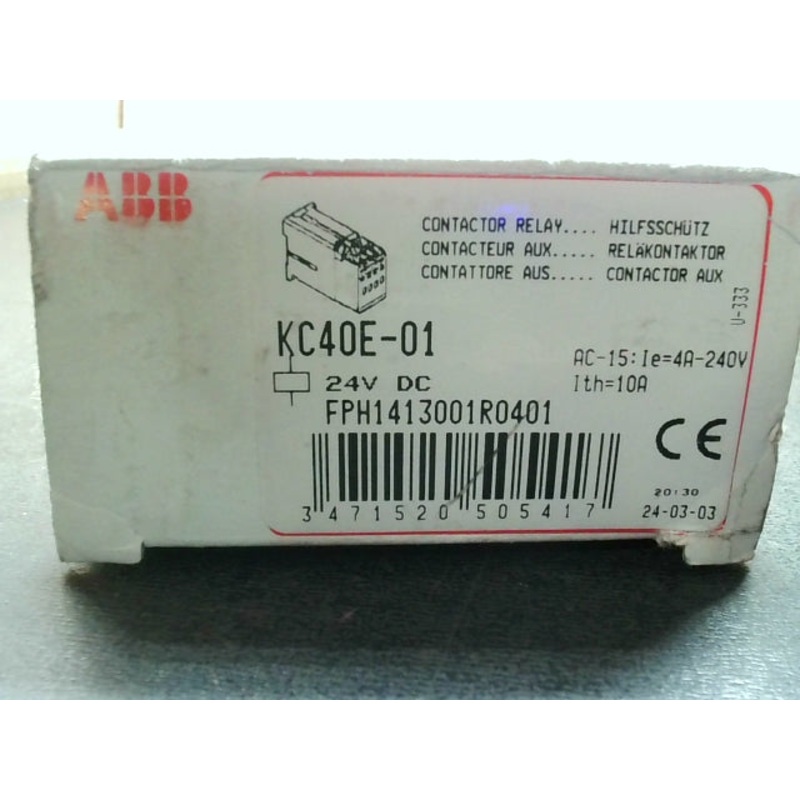 ABB
CONTACTOR RELAY.... HILFSSCHÜTZ
CONTACTEUR AUX..... RELÄKONTAKTOR
CONTATTORE AUS..... CONTACTOR AUX
U-333
KC40E-01
AC-15:Ie=4A-240V
24V DC
Ith=10A
FPH1413001R0401
CE
3 471520 505417
20:30
24-03-03